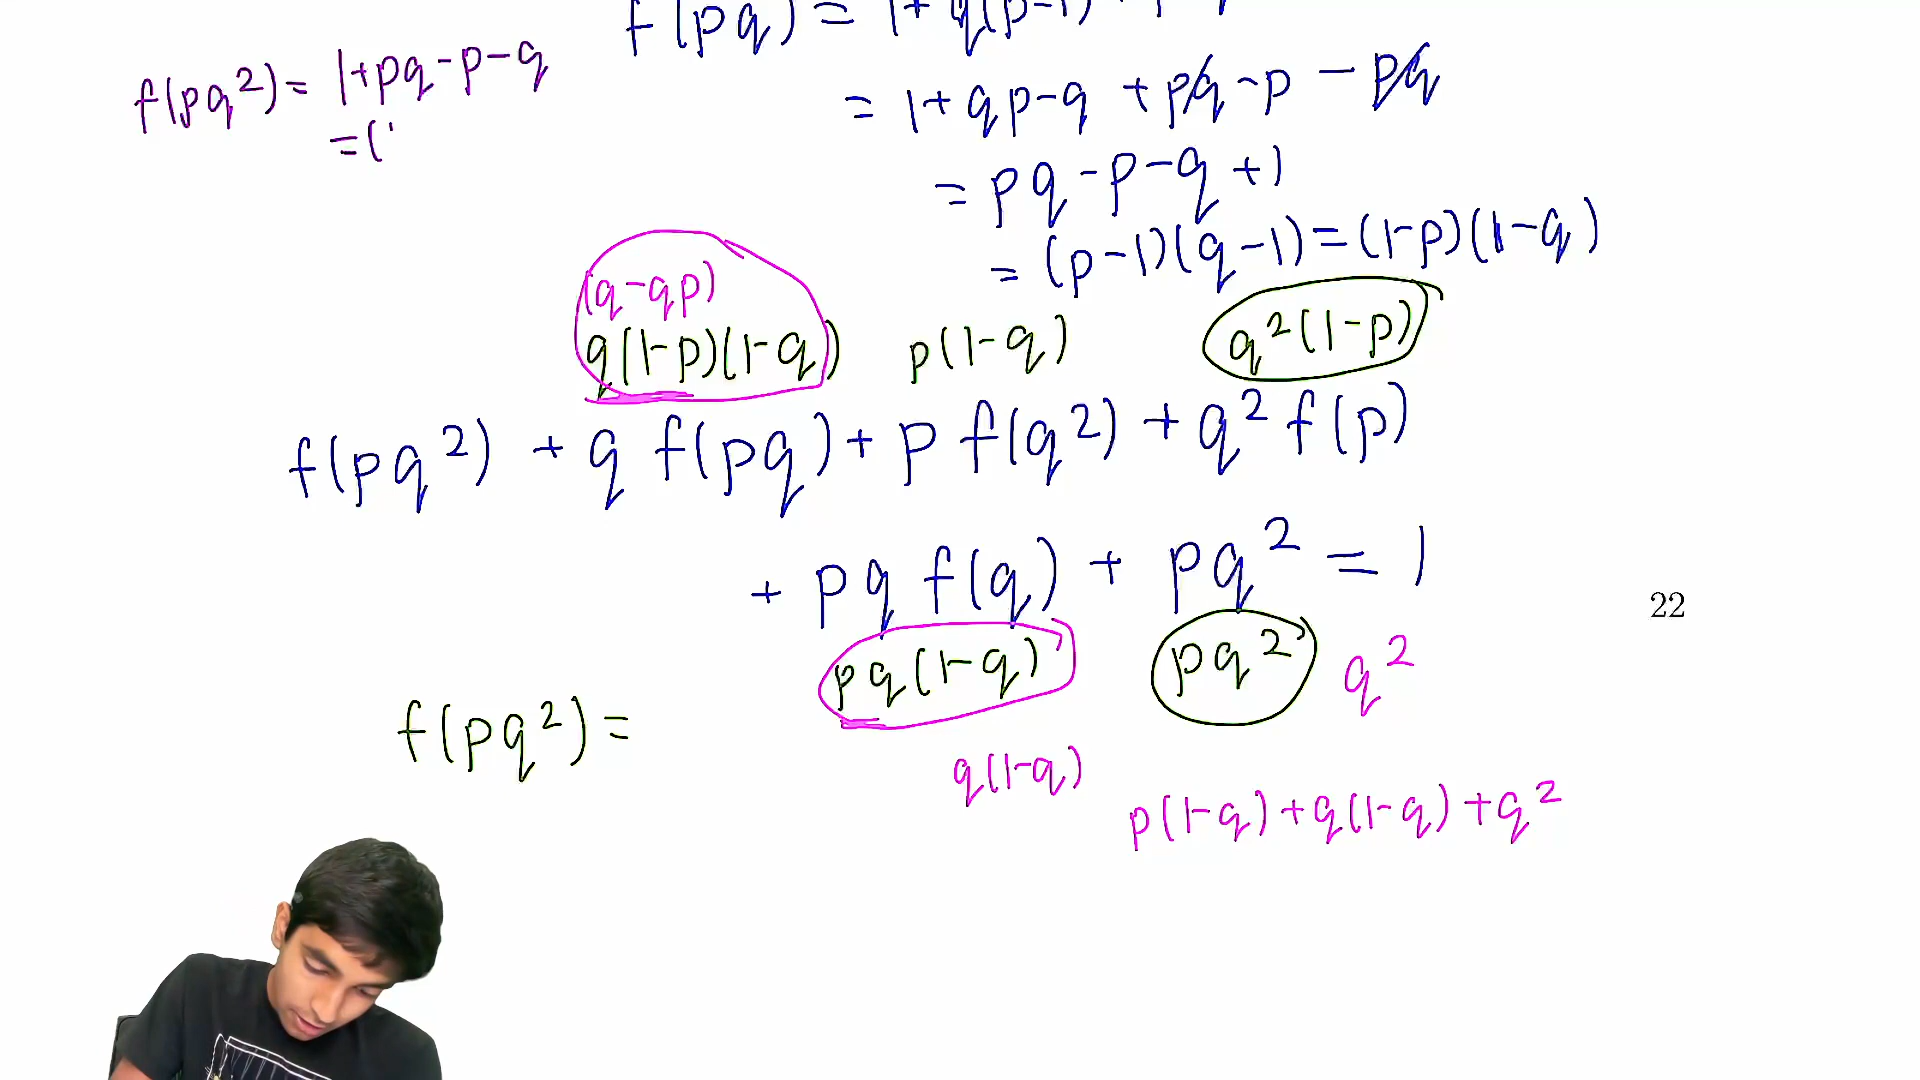 f(pq) = 1+ q(p-1)
f(pq²) = 1+pq-p-q
= 1+ qp-q + pq - p - pq
=(
= pq - p - q + 1
= (p-1)(q-1) = (1-p)(1-q)
(q-qp)
q(1-p)(1-q) p(1-q) q²(1-p)
f(pq²) + q f(pq) + p f(q²) + q² f(p)
+ pq f(q) + pq² = 1
22
pq(1-q) pq² q²
f(pq²) =
q(1-q)
p(1-q) + q(1-q) + q²